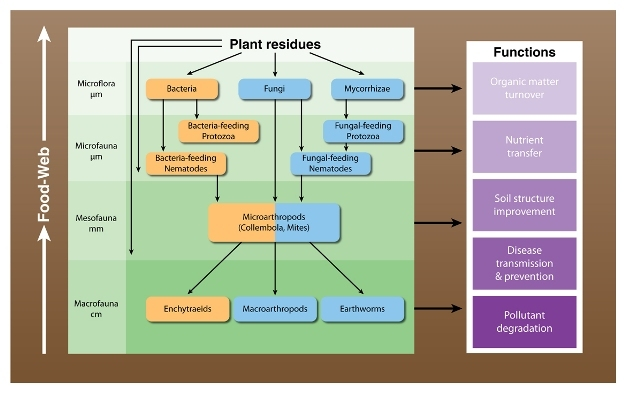 Plant residues
Functions
Microflora
µm
Bacteria
Fungi
Mycorrhizae
Organic matter
turnover
Microfauna
µm
Bacteria-feeding
Protozoa
Fungal-feeding
Protozoa
Bacteria-feeding
Nematodes
Fungal-feeding
Nematodes
Nutrient
transfer
Food-Web
Mesofauna
mm
Microarthropods
(Collembola, Mites)
Soil structure
improvement
Disease
transmission
& prevention
Macrofauna
cm
Enchytraeids
Macroarthropods
Earthworms
Pollutant
degradation